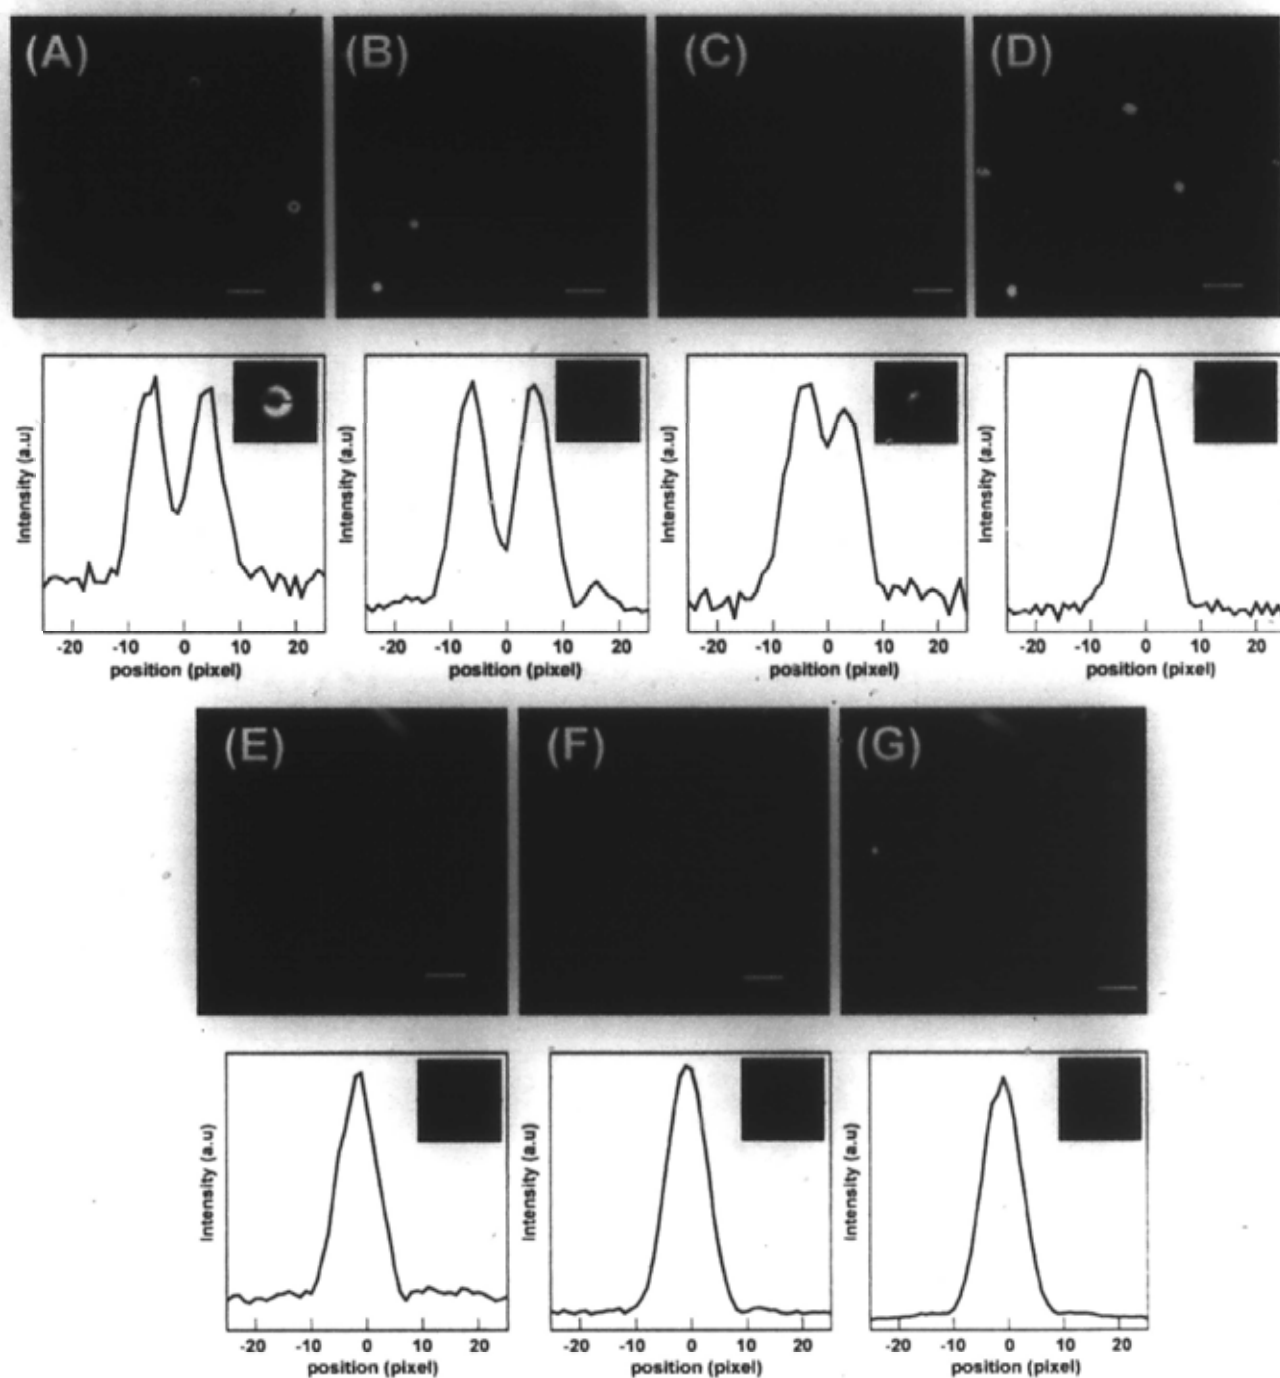 (A) (B) (C) (D)
Intensity (a.u) Intensity (a.u) Intensity (a.u) Intensity (a.u)
-20 -10 0 10 20 -20 -10 0 10 20 -20 -10 0 10 20 -20 -10 0 10 20
position (pixel) position (pixel) position (pixel) position (pixel)
(E) (F) (G)
Intensity (a.u) Intensity (a.u) Intensity (a.u)
-20 -10 0 10 20 -20 -10 0 10 20 -20 -10 0 10 20
position (pixel) position (pixel) position (pixel)